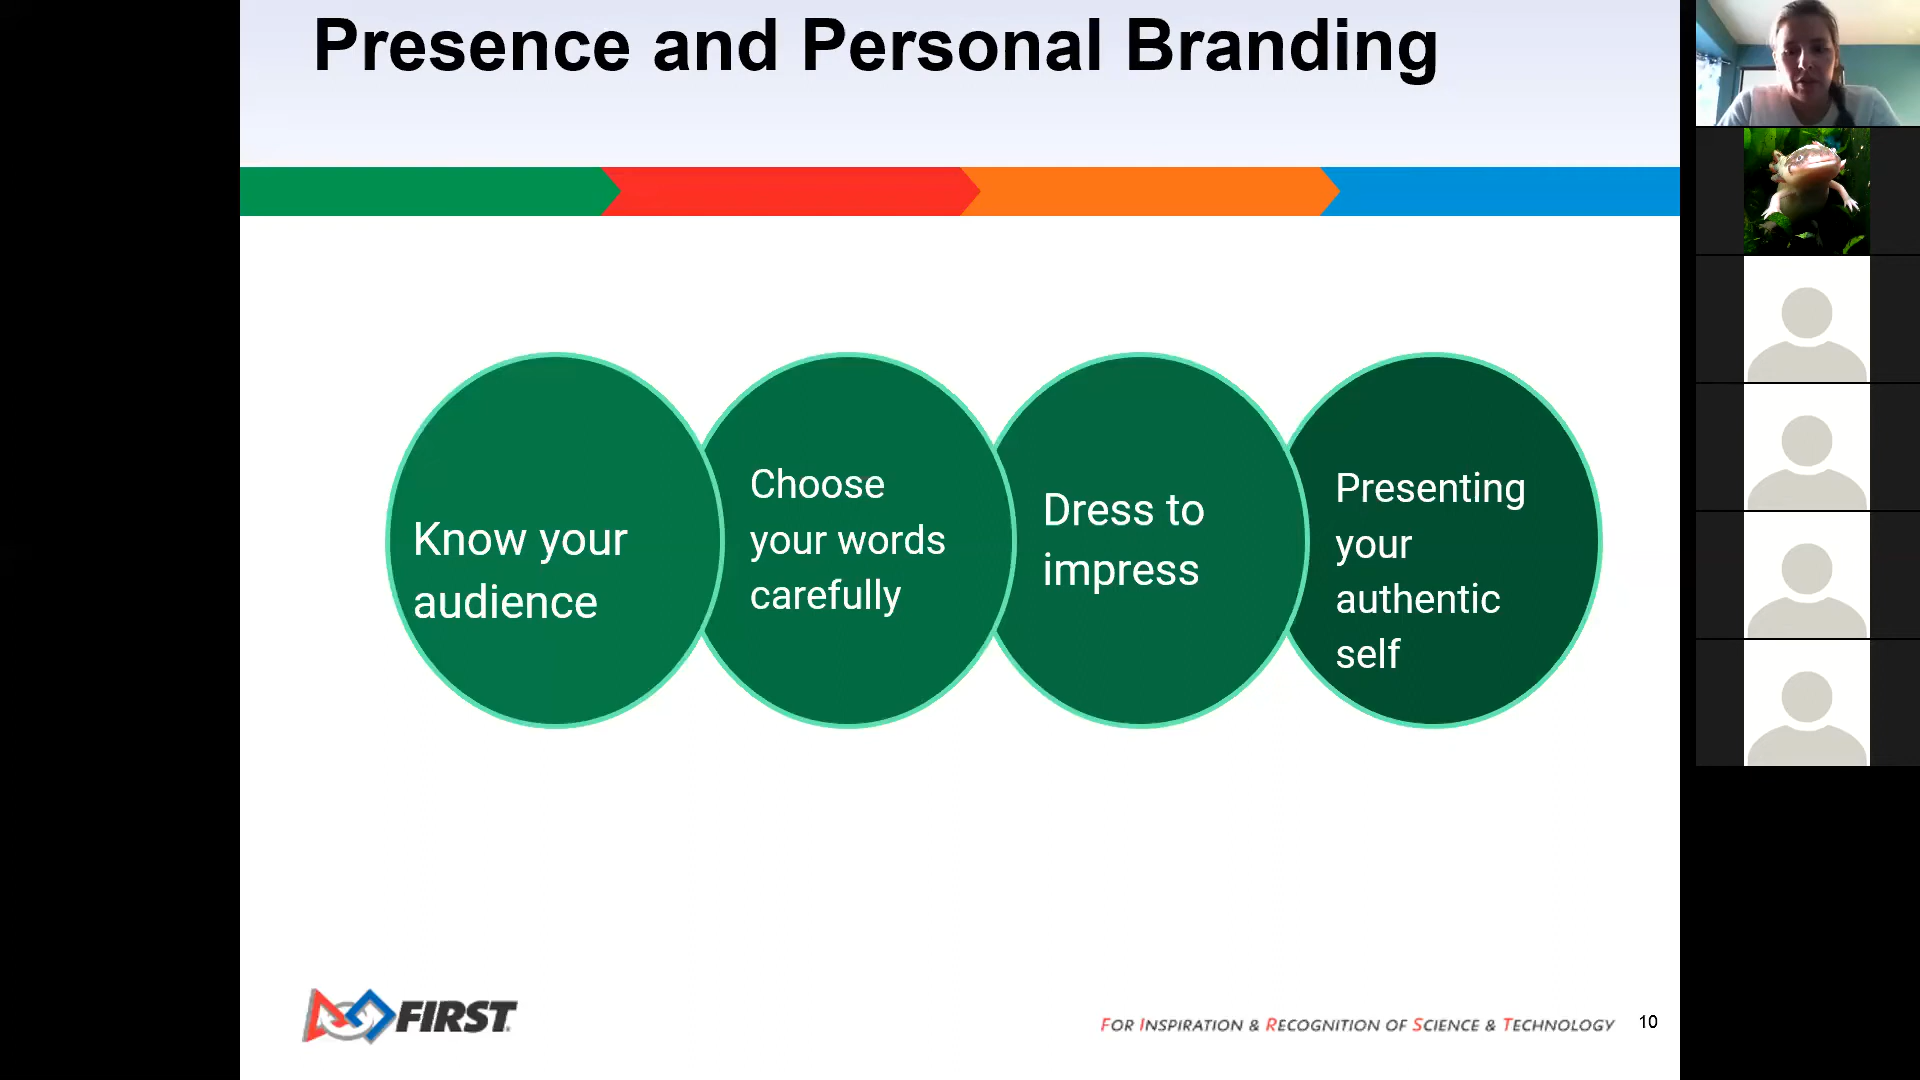 Presence and Personal Branding
Know your
audience
Choose
your words
carefully
Dress to
impress
Presenting
your
authentic
self
FIRST
FOR INSPIRATION & RECOGNITION OF SCIENCE & TECHNOLOGY
10